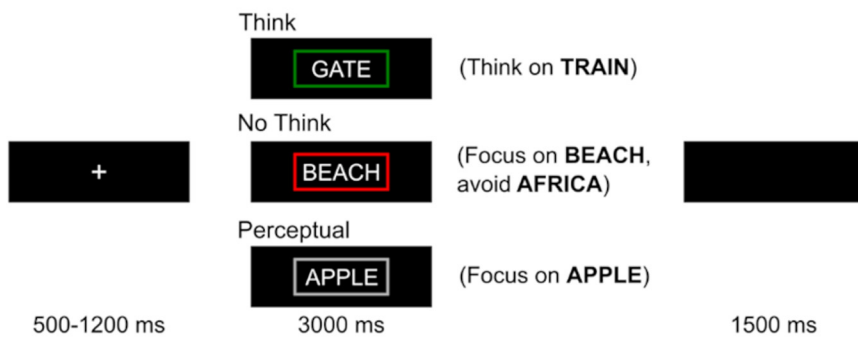 Think
GATE (Think on TRAIN)
No Think
+ BEACH (Focus on BEACH,
avoid AFRICA)
Perceptual
APPLE (Focus on APPLE)
500-1200 ms 3000 ms 1500 ms